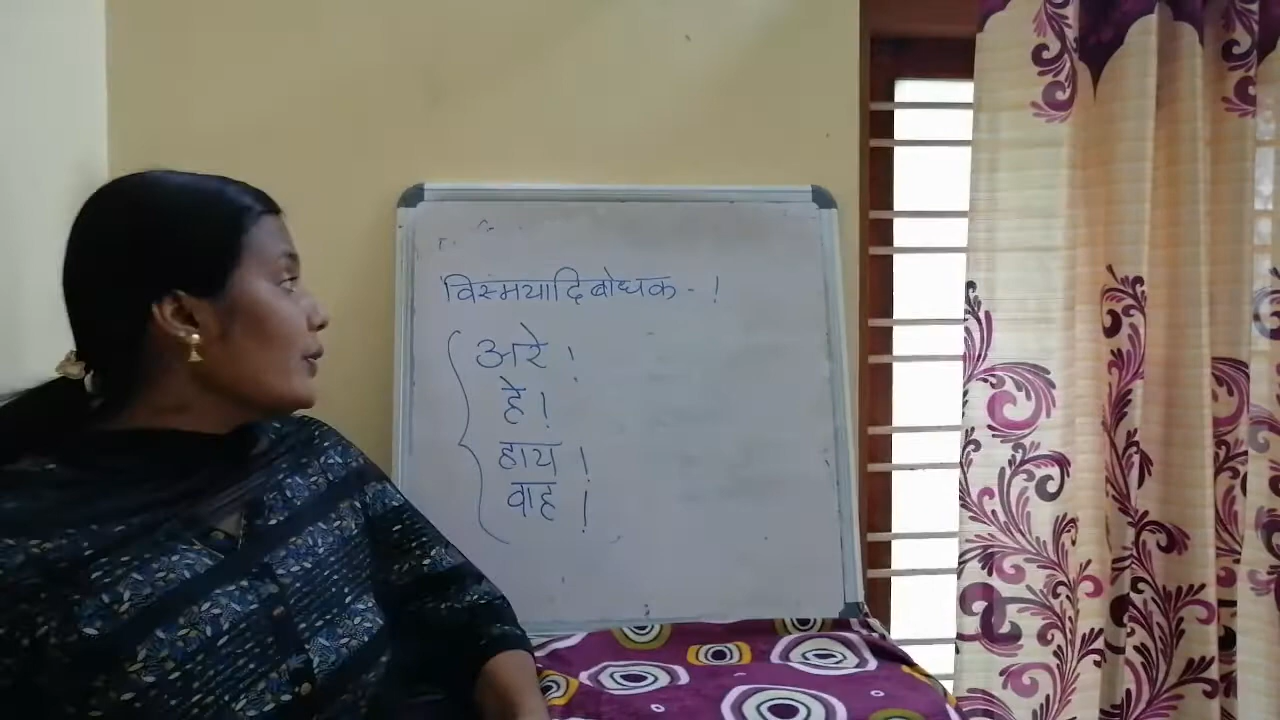 विस्मयादिबोधक - !
अरे !
हे !
हाय !
वाह !